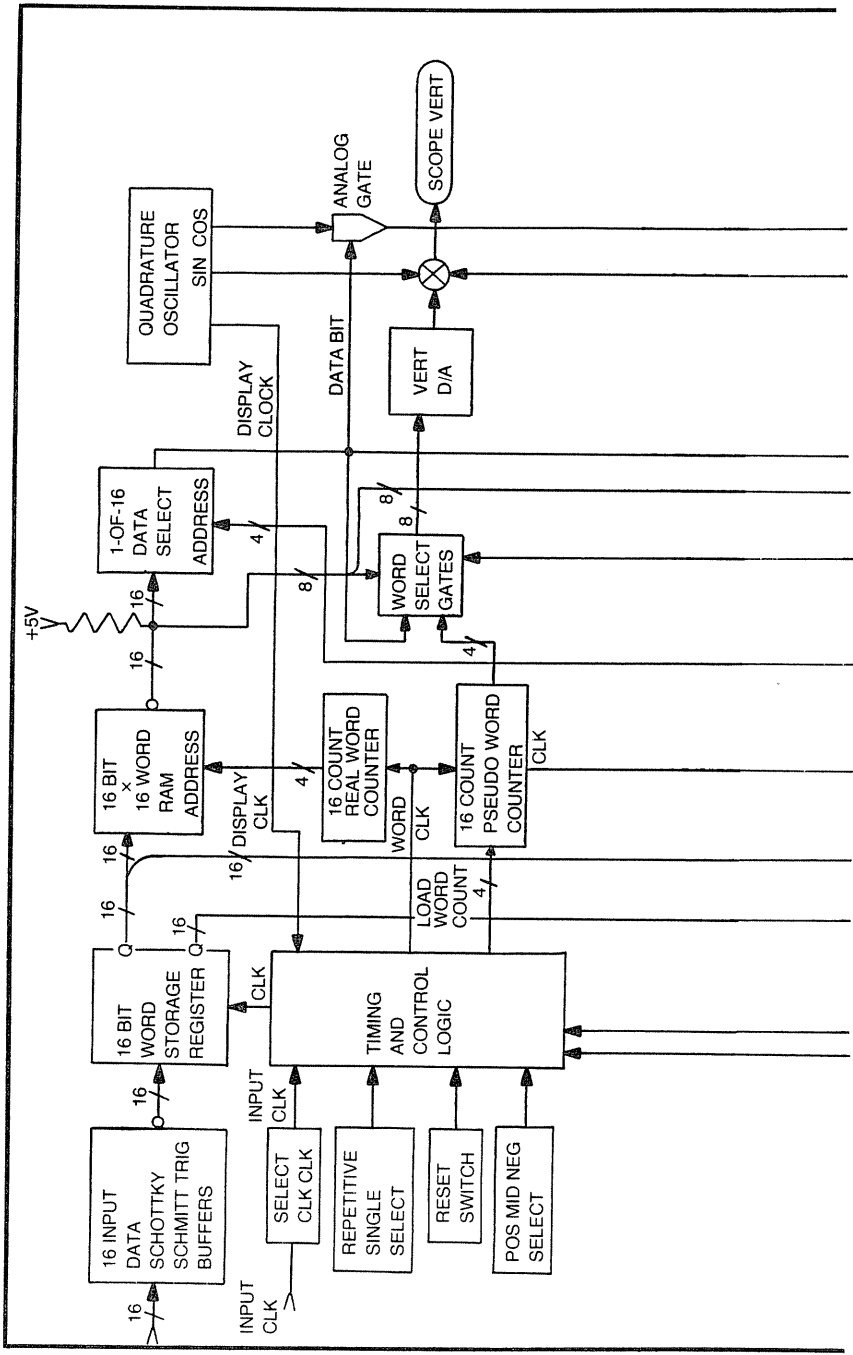 16
16 INPUT
DATA
SCHOTTKY
SCHMITT TRIG
BUFFERS
16
16 BIT
WORD
STORAGE
REGISTER
16
16
16
16
16 BIT
×
16 WORD
RAM
ADDRESS
16
+5V
16
1-OF-16
DATA
SELECT
ADDRESS
4
QUADRATURE
OSCILLATOR
SIN COS
DISPLAY
CLOCK
ANALOG
GATE
DATA BIT
INPUT
CLK
SELECT
CLK CLK
INPUT
CLK
REPETITIVE
SINGLE
SELECT
RESET
SWITCH
POS MID NEG
SELECT
CLK
TIMING
AND
CONTROL
LOGIC
DISPLAY
CLK
4
16 COUNT
REAL WORD
COUNTER
WORD
CLK
LOAD
WORD
COUNT
4
16 COUNT
PSEUDO WORD
COUNTER
CLK
4
8
WORD
SELECT
GATES
8
8
VERT
D/A
SCOPE VERT